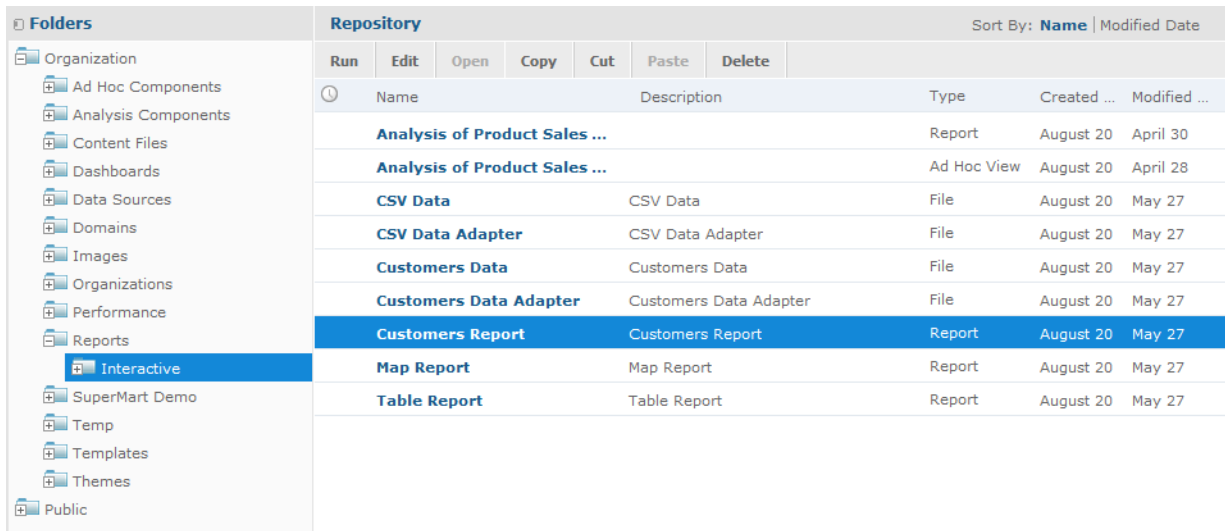 Folders
Organization
Ad Hoc Components
Analysis Components
Content Files
Dashboards
Data Sources
Domains
Images
Organizations
Performance
Reports
Interactive
SuperMart Demo
Temp
Templates
Themes
Public
Repository Sort By: Name | Modified Date
Run Edit Open Copy Cut Paste Delete
Name Description Type Created ... Modified ...
Analysis of Product Sales ... Report August 20 April 30
Analysis of Product Sales ... Ad Hoc View August 20 April 28
CSV Data CSV Data File August 20 May 27
CSV Data Adapter CSV Data Adapter File August 20 May 27
Customers Data Customers Data File August 20 May 27
Customers Data Adapter Customers Data Adapter File August 20 May 27
Customers Report Customers Report Report August 20 May 27
Map Report Map Report Report August 20 May 27
Table Report Table Report Report August 20 May 27